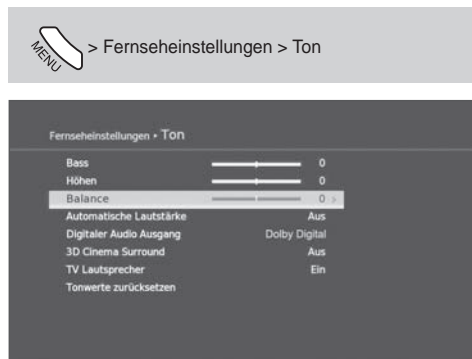 MENU > Fernseheinstellungen > Ton
Fernseheinstellungen • Ton
Bass 0
Höhen 0
Balance 0 >
Automatische Lautstärke Aus
Digitaler Audio Ausgang Dolby Digital
3D Cinema Surround Aus
TV Lautsprecher Ein
Tonwerte zurücksetzen